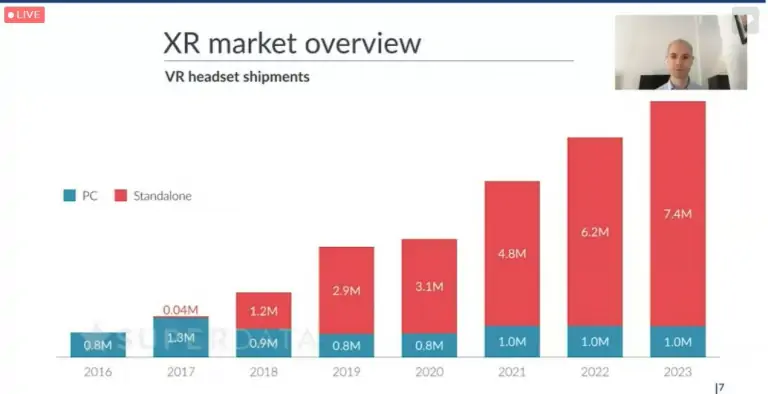 LIVE
XR market overview
VR headset shipments
PC Standalone
7.4M
6.2M
4.8M
3.1M
2.9M
1.2M
0.04M
0.8M 1.3M 0.9M 0.8M 0.8M 1.0M 1.0M 1.0M
SUPERDATA
2016 2017 2018 2019 2020 2021 2022 2023
|7